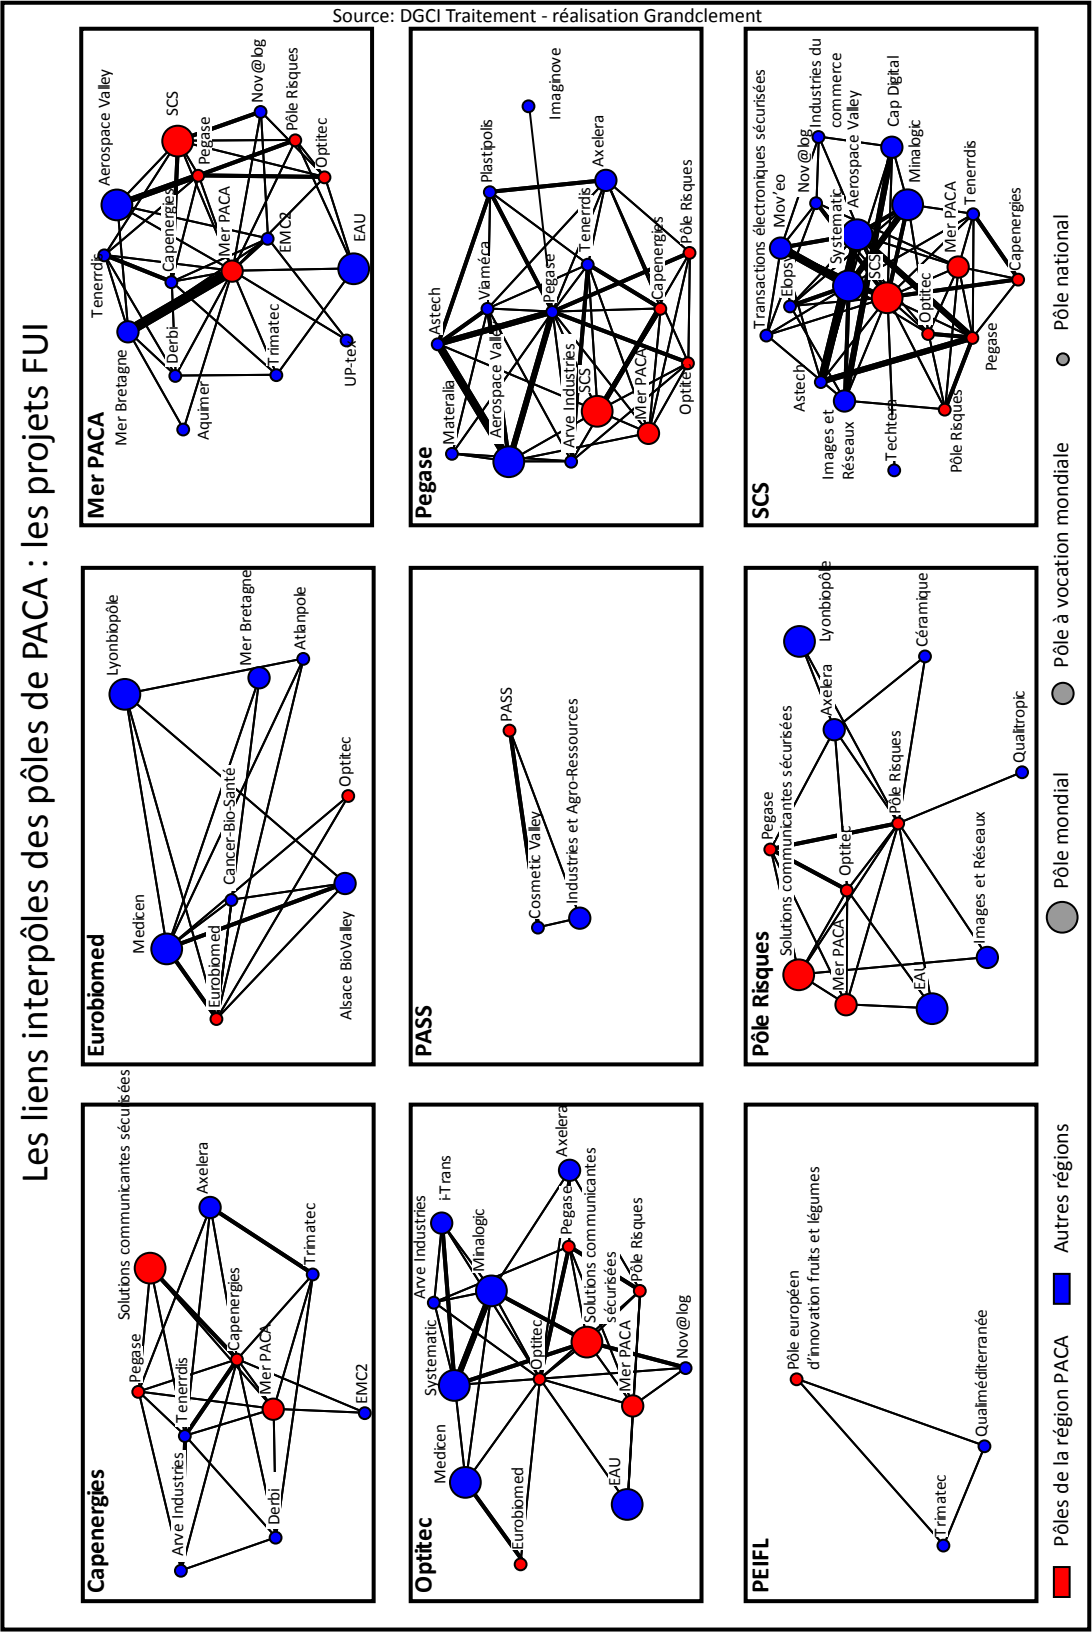 Source: DGCI Traitement - réalisation Grandclement
Les liens interpôles des pôles de PACA : les projets FUI
Capenergies
Solutions communicantes sécurisées
Axelera
Pegase
Tenerrdis
Capenergies
Trimatec
Mer PACA
Arve Industries
Derbi
EMC2
Eurobiomed
Lyonbiopôle
Mer Bretagne
Atlanpole
Medicen
Cancer-Bio-Santé
Optitec
Eurobiomed
Alsace BioValley
Mer PACA
Aerospace Valley
SCS
Pegase
Nov@log
Pôle Risques
Optitec
Tenerrdis
Capenergies
Mer PACA
EMC2
EAU
Mer Bretagne
Derbi
Aquimer
Trimatec
UP-tex
Optitec
Arve Industries
i-Trans
Minalogic
Axelera
Pegase
Solutions communicantes
sécurisées
Pôle Risques
Systematic
Optitec
Mer PACA
Nov@log
Medicen
Eurobiomed
EAU
PASS
PASS
Cosmetic Valley
Industries et Agro-Ressources
Pegase
Imaginove
Plastipolis
Axelera
Astech
Viaméca
Pegase
Tenerrdis
Capenergies
Pôle Risques
Materalia
Aerospace Valley
Arve Industries
SCS
Mer PACA
Optitec
PEIFL
Pôle européen
d'innovation fruits et légumes
Qualiméditerranée
Trimatec
Pôle Risques
Solutions communicantes sécurisées
Pegase
Lyonbiopôle
Axelera
Céramique
Optitec
Pôle Risques
Qualitropic
Mer PACA
EAU
Images et Réseaux
SCS
Transactions électroniques sécurisées
Mov'eo
Nov@log
Industries du
commerce
Cap Digital
Aerospace Valley
Minalogic
Elopsys
Systematic
SCS
Mer PACA
Tenerrdis
Capenergies
Astech
Images et
Réseaux
Techtera
Optitec
Pegase
Pôle Risques
Pôles de la région PACA
Autres régions
Pôle mondial
Pôle à vocation mondiale
Pôle national